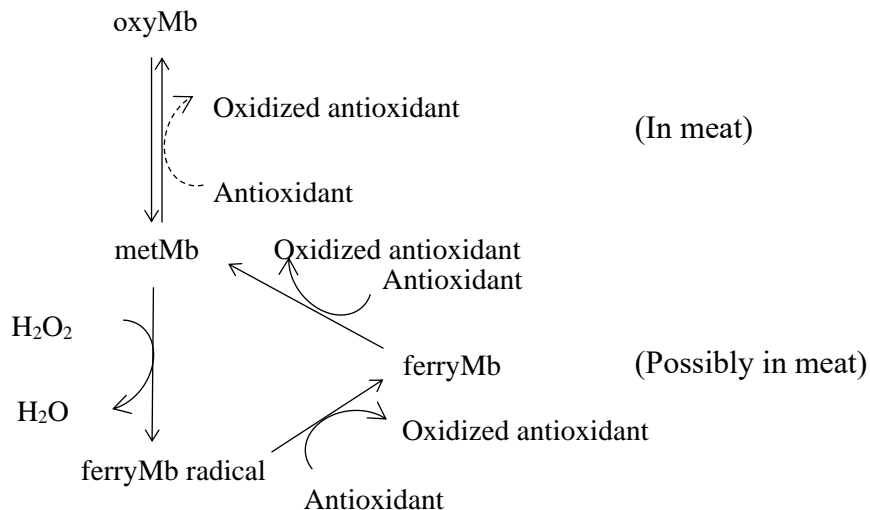 oxyMb
Oxidized antioxidant
(In meat)
Antioxidant
metMb
Oxidized antioxidant
Antioxidant
H₂O₂
ferryMb
(Possibly in meat)
H₂O
Oxidized antioxidant
ferryMb radical
Antioxidant